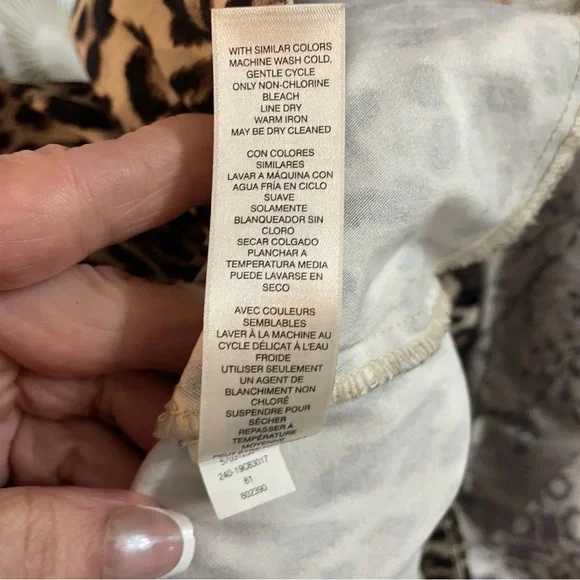 WITH SIMILAR COLORS
MACHINE WASH COLD,
GENTLE CYCLE
ONLY NON-CHLORINE
BLEACH
LINE DRY
WARM IRON
MAY BE DRY CLEANED
CON COLORES
SIMILARES
LAVAR A MÁQUINA CON
AGUA FRÍA EN CICLO
SUAVE
SOLAMENTE
BLANQUEADOR SIN
CLORO
SECAR COLGADO
PLANCHAR A
TEMPERATURA MEDIA
PUEDE LAVARSE EN
SECO
AVEC COULEURS
SEMBLABLES
LAVER À LA MACHINE AU
CYCLE DÉLICAT À L'EAU
FROIDE
UTILISER SEULEMENT
UN AGENT DE
BLANCHIMENT NON
CHLORÉ
SUSPENDRE POUR
SÉCHER
REPASSER À
TEMPÉRATURE
MOYENNE
240-19C83017
61
802390